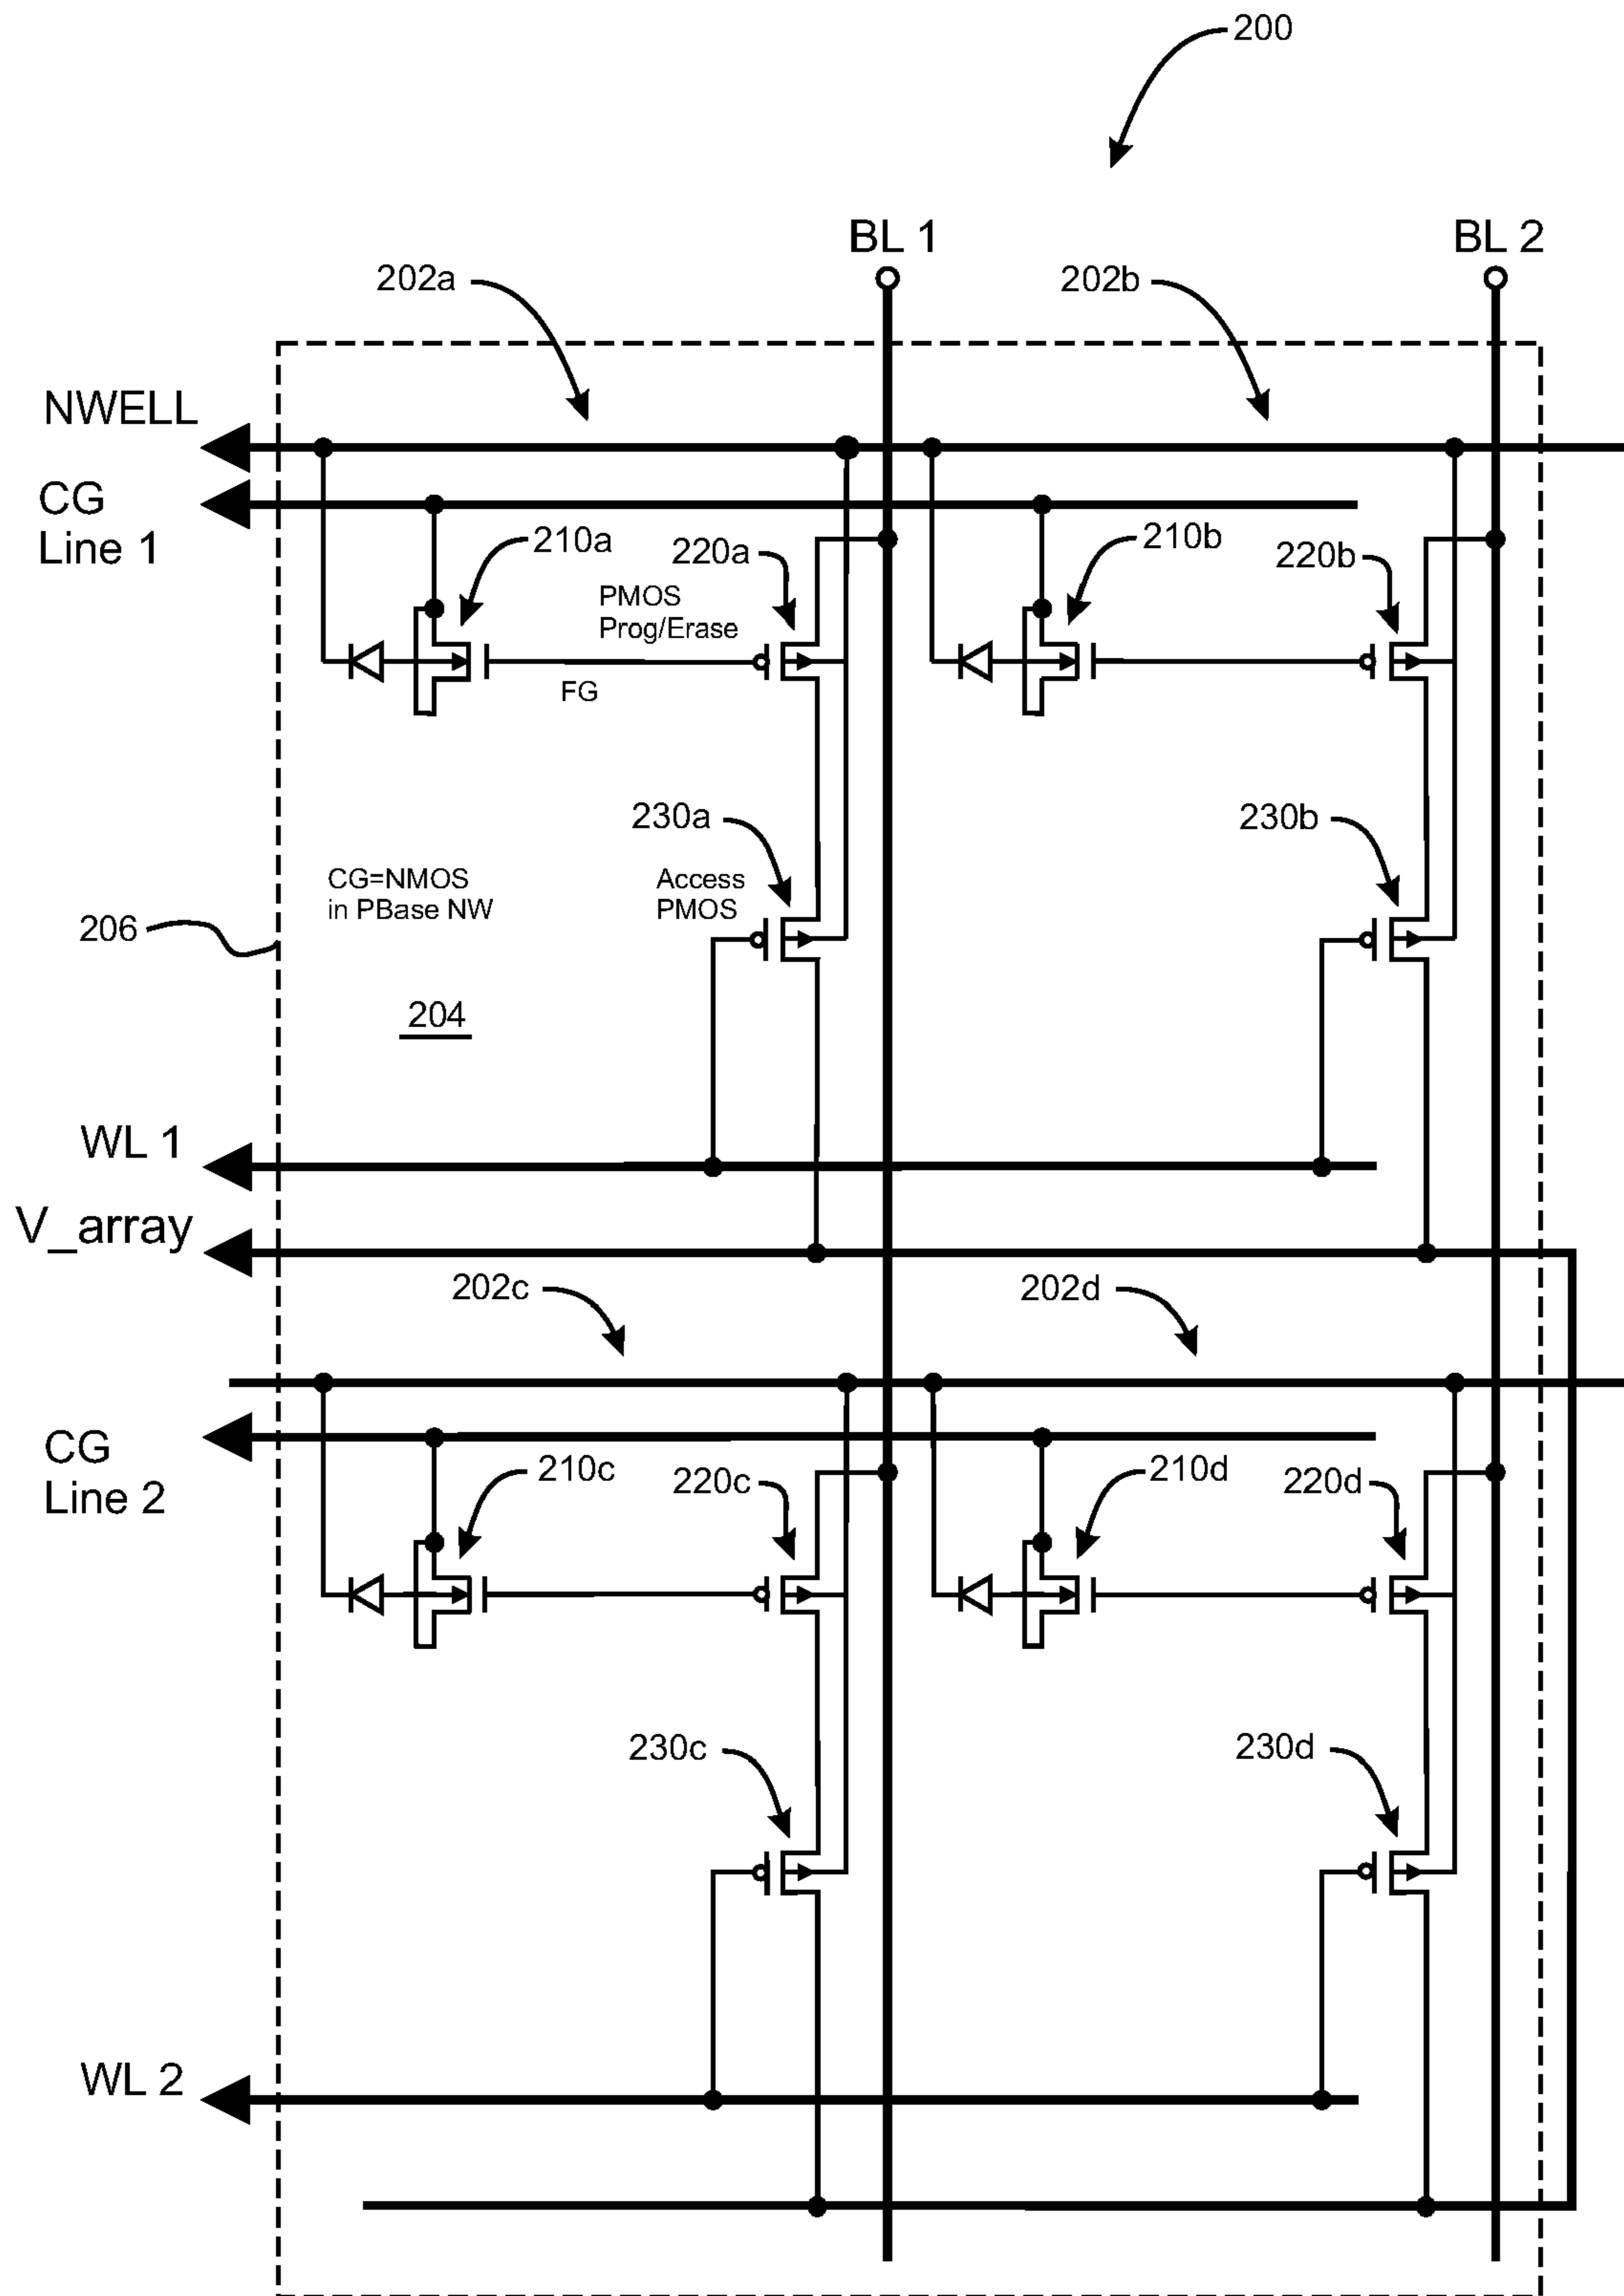 200
BL 1
BL 2
202a
202b
NWELL
CG
Line 1
210a
220a
210b
220b
PMOS
Prog/Erase
FG
230a
230b
CG=NMOS
in PBase NW
Access
PMOS
206
204
WL 1
V_array
202c
202d
CG
Line 2
210c
220c
210d
220d
230c
230d
WL 2